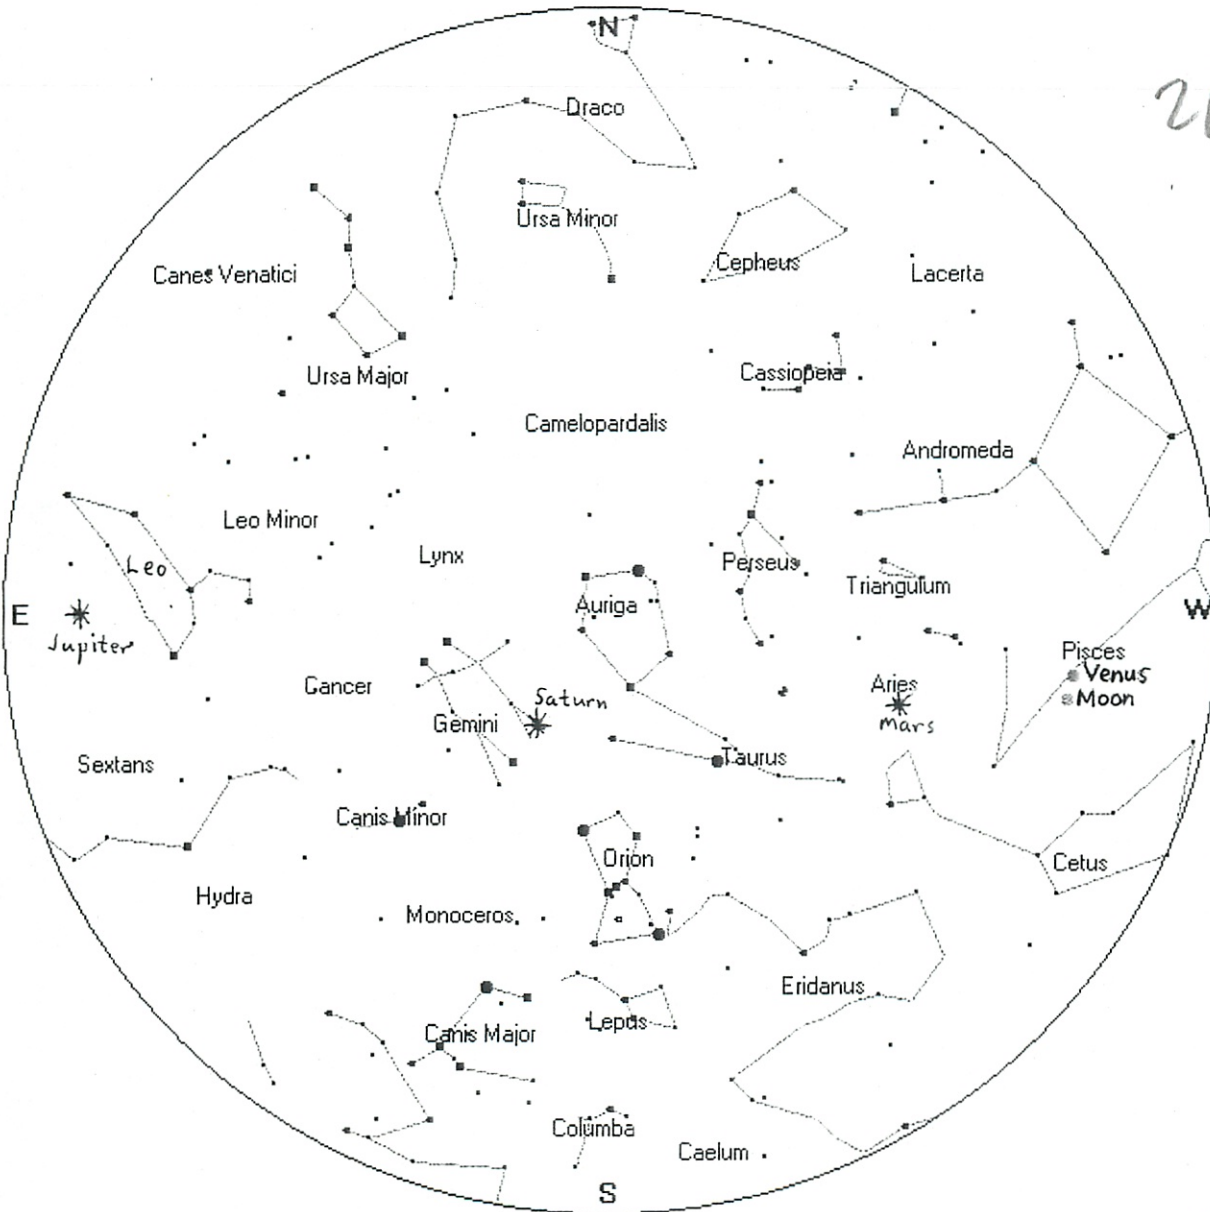 N
Draco
2
Ursa Minor
Cepheus
Canes Venatici
Lacerta
Cassiopeia
Ursa Major
Camelopardalis
Andromeda
Leo Minor
Lynx
Perseus
Leo
Triangulum
Auriga
E
W
Jupiter
Pisces
Venus
Cancer
Aries
Moon
Saturn
Gemini
Mars
Taurus
Sextans
Canis Minor
Orion
Cetus
Hydra
Monoceros
Eridanus
Lepus
Canis Major
Columba
Caelum
S